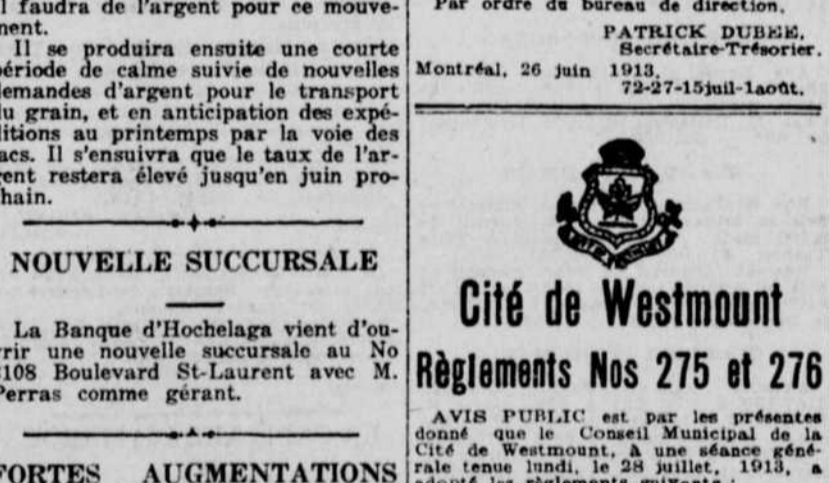 l faudra de l'argent pour ce mouve-
ment.
Il se produira ensuite une courte
période de calme suivie de nouvelles
demandes d'argent pour le transport
du grain, et en anticipation des expé-
ditions au printemps par la voie des
lacs. Il s'ensuivra que le taux de l'ar-
gent restera élevé jusqu'en juin pro-
chain.
NOUVELLE SUCCURSALE
La Banque d'Hochelaga vient d'ou-
vrir une nouvelle succursale au No
3108 Boulevard St-Laurent avec M.
Perras comme gérant.
FORTES AUGMENTATIONS
Par ordre du bureau de direction,
PATRICK DUBEE,
Secrétaire-Trésorier.
Montréal, 26 juin 1913,
72-27-15juil-1août.
Cité de Westmount
Règlements Nos 275 et 276
AVIS PUBLIC est par les présentes
donné que le Conseil Municipal de la
Cité de Westmount, à une séance géné-
rale tenue lundi, le 28 juillet, 1913, a
adopté les règlements suivants :